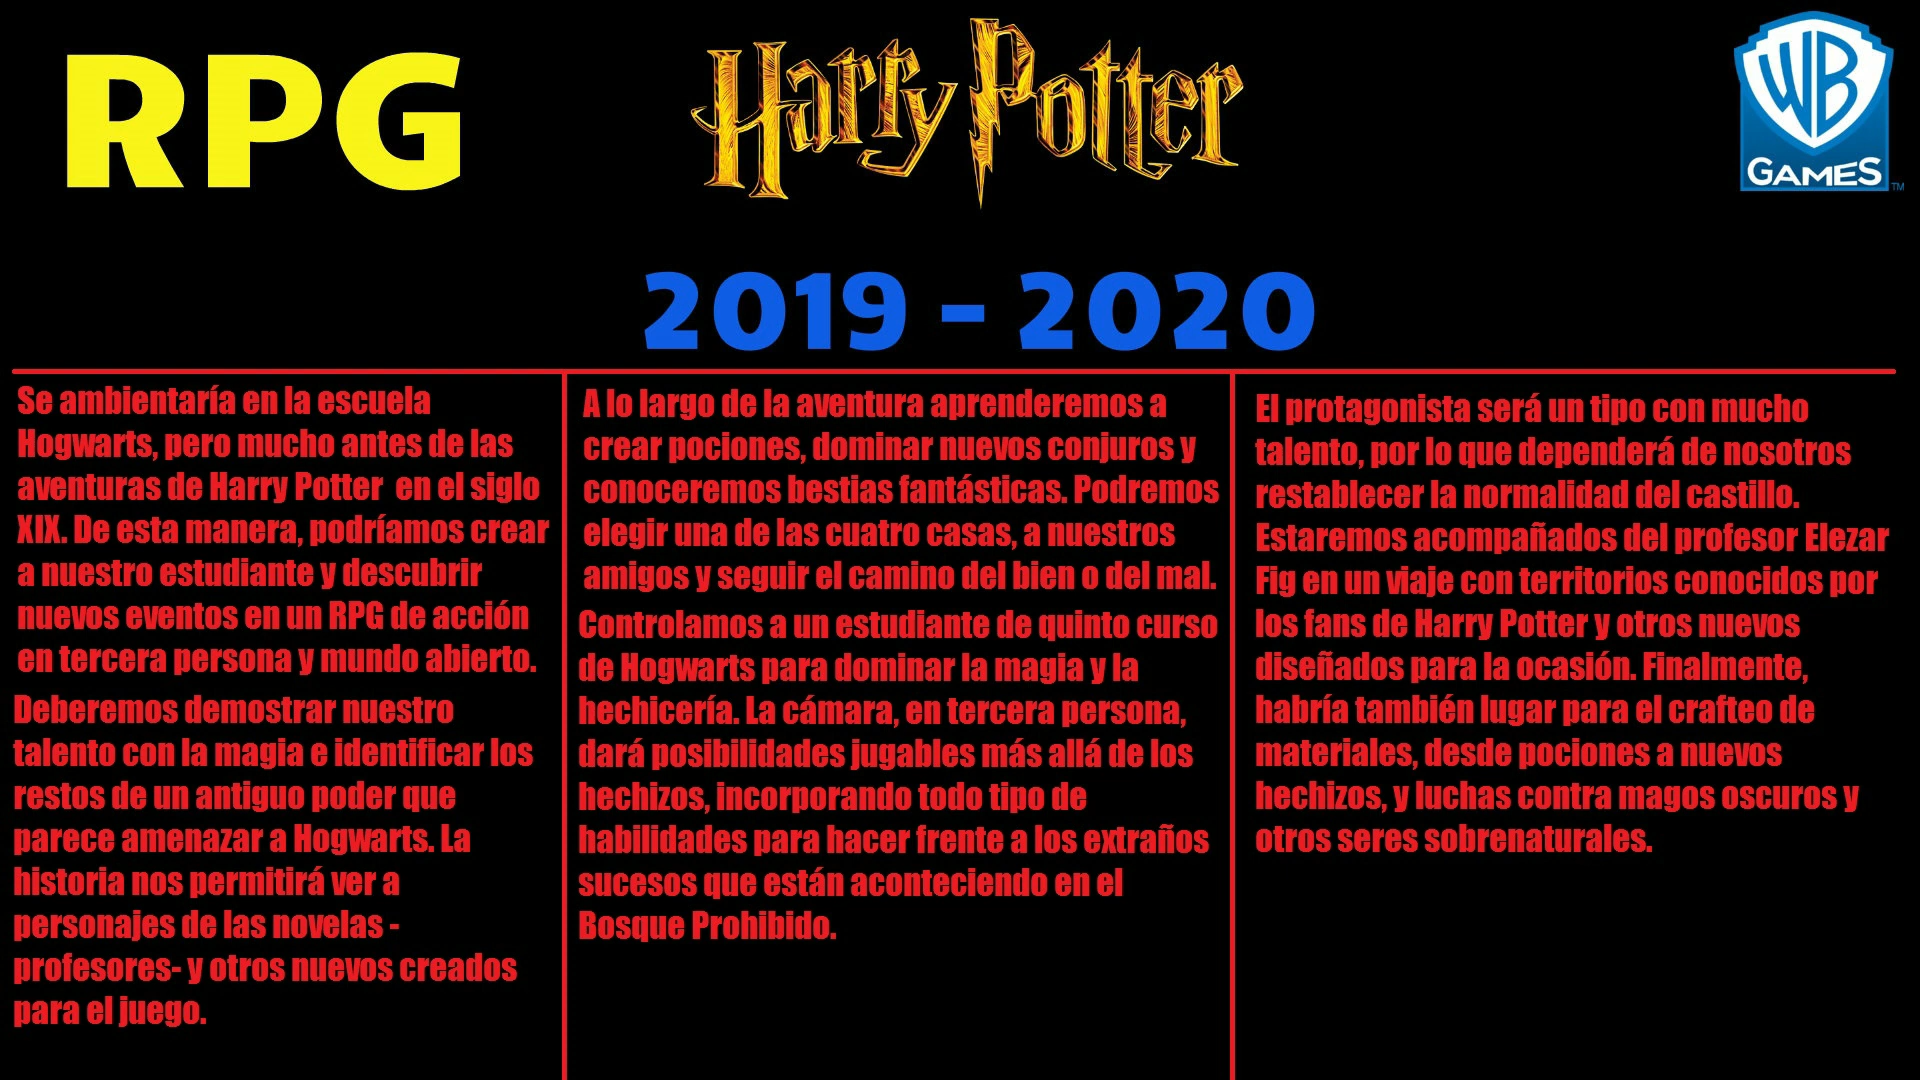 RPG
Harry Potter
WB
GAMES
TM
2019 - 2020
Se ambientaría en la escuela
Hogwarts, pero mucho antes de las
aventuras de Harry Potter  en el siglo
XIX. De esta manera, podríamos crear
a nuestro estudiante y descubrir
nuevos eventos en un RPG de acción
en tercera persona y mundo abierto.
Deberemos demostrar nuestro
talento con la magia e identificar los
restos de un antiguo poder que
parece amenazar a Hogwarts. La
historia nos permitirá ver a
personajes de las novelas -
profesores- y otros nuevos creados
para el juego.
A lo largo de la aventura aprenderemos a
crear pociones, dominar nuevos conjuros y
conoceremos bestias fantásticas. Podremos
elegir una de las cuatro casas, a nuestros
amigos y seguir el camino del bien o del mal.
Controlamos a un estudiante de quinto curso
de Hogwarts para dominar la magia y la
hechicería. La cámara, en tercera persona,
dará posibilidades jugables más allá de los
hechizos, incorporando todo tipo de
habilidades para hacer frente a los extraños
sucesos que están aconteciendo en el
Bosque Prohibido.
El protagonista será un tipo con mucho
talento, por lo que dependerá de nosotros
restablecer la normalidad del castillo.
Estaremos acompañados del profesor Elezar
Fig en un viaje con territorios conocidos por
los fans de Harry Potter y otros nuevos
diseñados para la ocasión. Finalmente,
habría también lugar para el crafteo de
materiales, desde pociones a nuevos
hechizos, y luchas contra magos oscuros y
otros seres sobrenaturales.